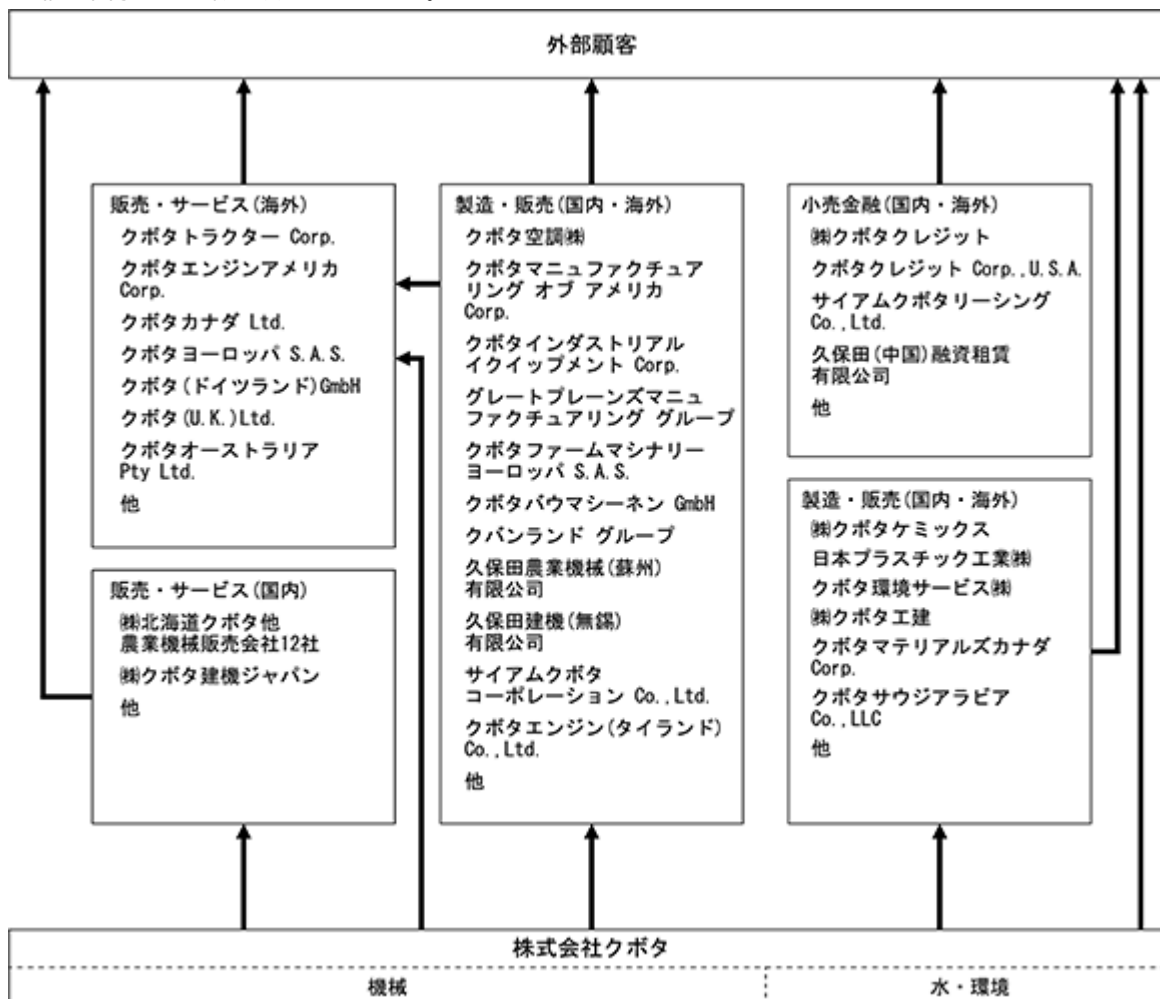 外部顧客
販売・サービス(海外)
クボタトラクター Corp.
クボタエンジンアメリカ
Corp.
クボタカナダ Ltd.
クボタヨーロッパ S.A.S.
クボタ(ドイツランド)GmbH
クボタ(U.K.)Ltd.
クボタオーストラリア
Pty Ltd.
他
販売・サービス(国内)
㈱北海道クボタ他
農業機械販売会社12社
㈱クボタ建機ジャパン
他
製造・販売(国内・海外)
クボタ空調㈱
クボタマニュファクチュア
リング オブ アメリカ
Corp.
クボタインダストリアル
イクイップメント Corp.
グレートプレーンズマニュ
ファクチュアリング グループ
クボタファームマシナリー
ヨーロッパ S.A.S.
クボタバウマシーネン GmbH
クバンランド グループ
久保田農業機械(蘇州)
有限公司
久保田建機(無錫)
有限公司
サイアムクボタ
コーポレーション Co.,Ltd.
クボタエンジン(タイランド)
Co.,Ltd.
他
小売金融(国内・海外)
㈱クボタクレジット
クボタクレジット Corp.,U.S.A.
サイアムクボタリーシング
Co.,Ltd.
久保田(中国)融資租賃
有限公司
他
製造・販売(国内・海外)
㈱クボタケミックス
日本プラスチック工業㈱
クボタ環境サービス㈱
㈱クボタ工建
クボタマテリアルズカナダ
Corp.
クボタサウジアラビア
Co.,LLC
他
株式会社クボタ
機械
水・環境